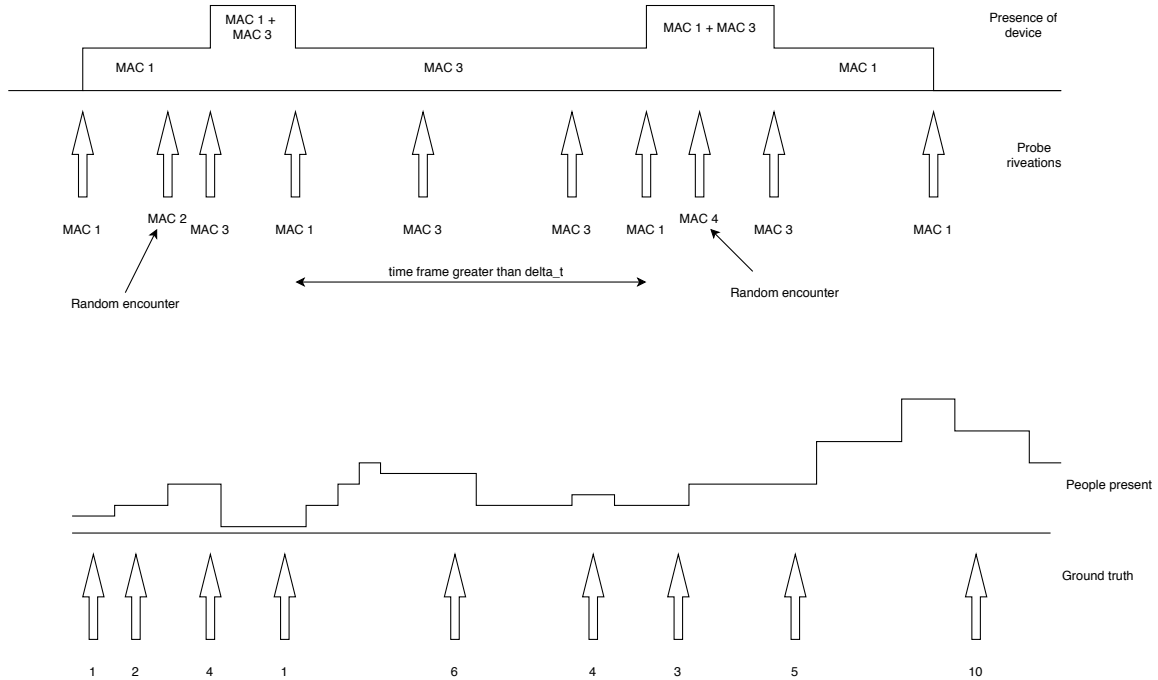 MAC 1 +
MAC 3
MAC 1 + MAC 3
Presence of
device
MAC 1
MAC 3
MAC 1
Probe
riveations
MAC 1
MAC 2
MAC 3
MAC 1
MAC 3
MAC 3
MAC 1
MAC 4
MAC 3
MAC 1
time frame greater than delta_t
Random encounter
Random encounter
People present
Ground truth
1
2
4
1
6
4
3
5
10